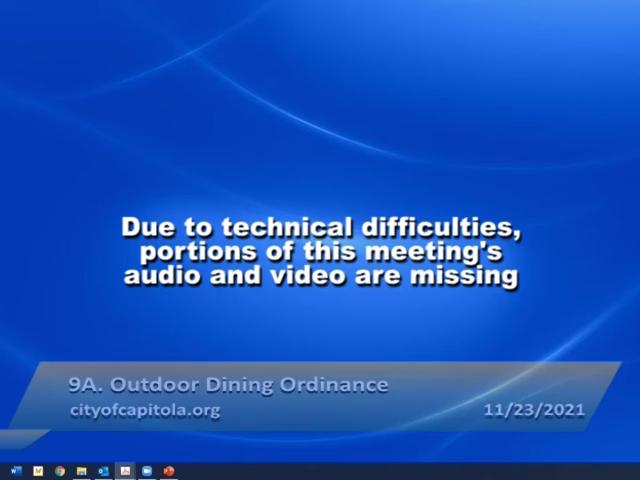 Due to technical difficulties,
portions of this meeting's
audio and video are missing
9A. Outdoor Dining Ordinance
cityofcapitola.org 11/23/2021